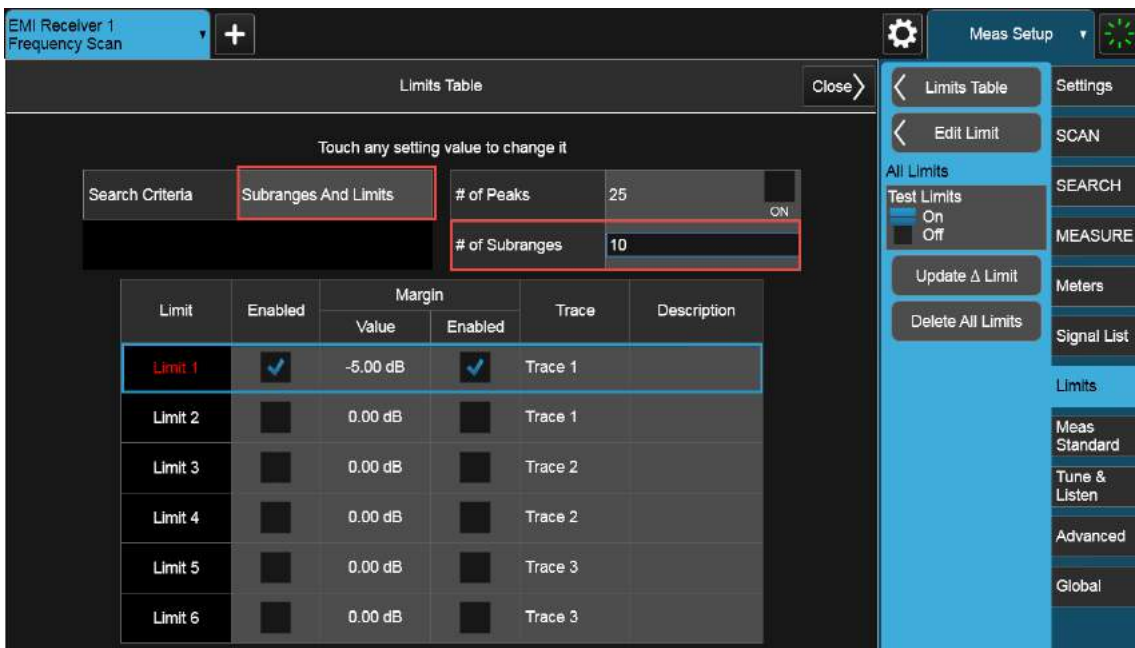 EMI Receiver 1
Frequency Scan
Meas Setup
Limits Table
Close
Touch any setting value to change it
Search Criteria
Subranges And Limits
# of Peaks
25
ON
# of Subranges
10
Limit
Enabled
Margin
Value
Enabled
Trace
Description
Limit 1 -5.00 dB Trace 1
Limit 2 0.00 dB Trace 1
Limit 3 0.00 dB Trace 2
Limit 4 0.00 dB Trace 2
Limit 5 0.00 dB Trace 3
Limit 6 0.00 dB Trace 3
Limits Table
Edit Limit
All Limits
Test Limits
On
Off
Update Δ Limit
Delete All Limits
Settings
SCAN
SEARCH
MEASURE
Meters
Signal List
Limits
Meas
Standard
Tune &
Listen
Advanced
Global